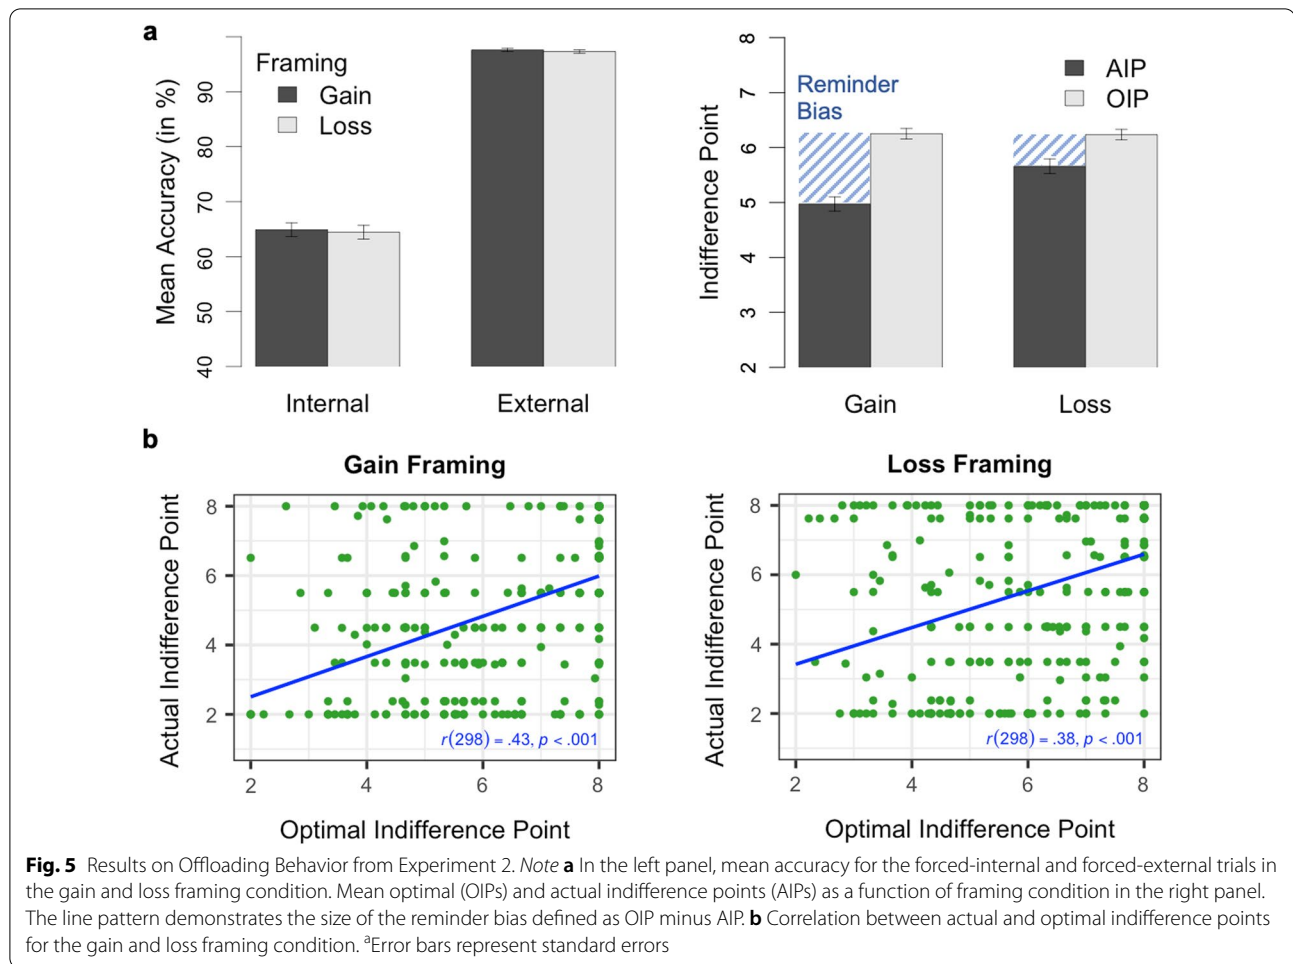 a
Mean Accuracy (in %)
40 50 60 70 80 90
Framing
Gain
Loss
Internal External
Indifference Point
2 3 4 5 6 7 8
Reminder
Bias
AIP
OIP
Gain Loss
b
Gain Framing
Actual Indifference Point
8
6
4
2
r(298) = .43, p < .001
2 4 6 8
Optimal Indifference Point
Loss Framing
Actual Indifference Point
8
6
4
2
r(298) = .38, p < .001
2 4 6 8
Optimal Indifference Point
Fig. 5 Results on Offloading Behavior from Experiment 2. Note a In the left panel, mean accuracy for the forced-internal and forced-external trials in
the gain and loss framing condition. Mean optimal (OIPs) and actual indifference points (AIPs) as a function of framing condition in the right panel.
The line pattern demonstrates the size of the reminder bias defined as OIP minus AIP. b Correlation between actual and optimal indifference points
for the gain and loss framing condition. ᵃError bars represent standard errors